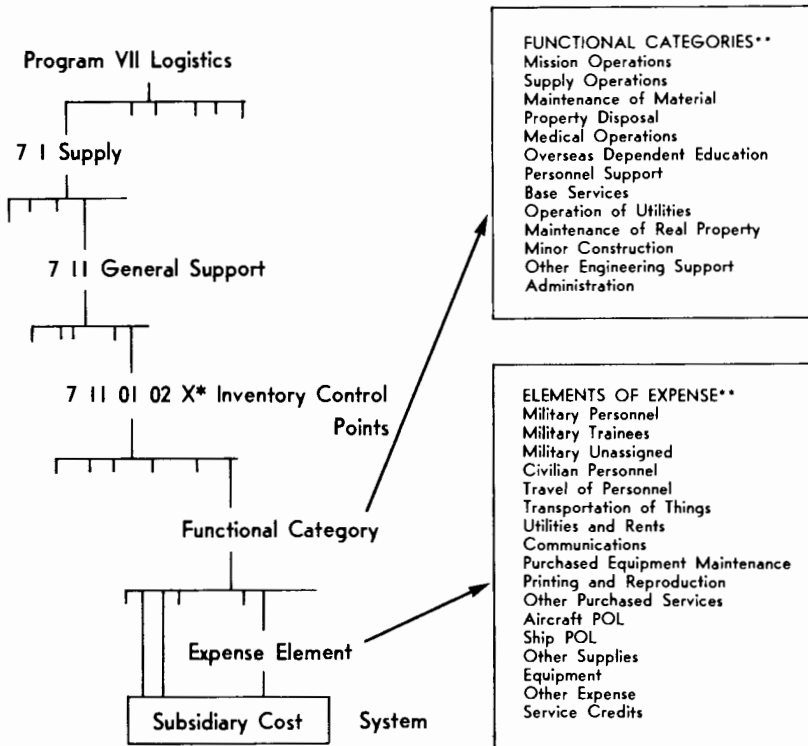 Program VII Logistics
7 I Supply
7 II General Support
7 II 01 02 X* Inventory Control
Points
Functional Category
Expense Element
Subsidiary Cost System
FUNCTIONAL CATEGORIES**
Mission Operations
Supply Operations
Maintenance of Material
Property Disposal
Medical Operations
Overseas Dependent Education
Personnel Support
Base Services
Operation of Utilities
Maintenance of Real Property
Minor Construction
Other Engineering Support
Administration
ELEMENTS OF EXPENSE**
Military Personnel
Military Trainees
Military Unassigned
Civilian Personnel
Travel of Personnel
Transportation of Things
Utilities and Rents
Communications
Purchased Equipment Maintenance
Printing and Reproduction
Other Purchased Services
Aircraft POL
Ship POL
Other Supplies
Equipment
Other Expense
Service Credits